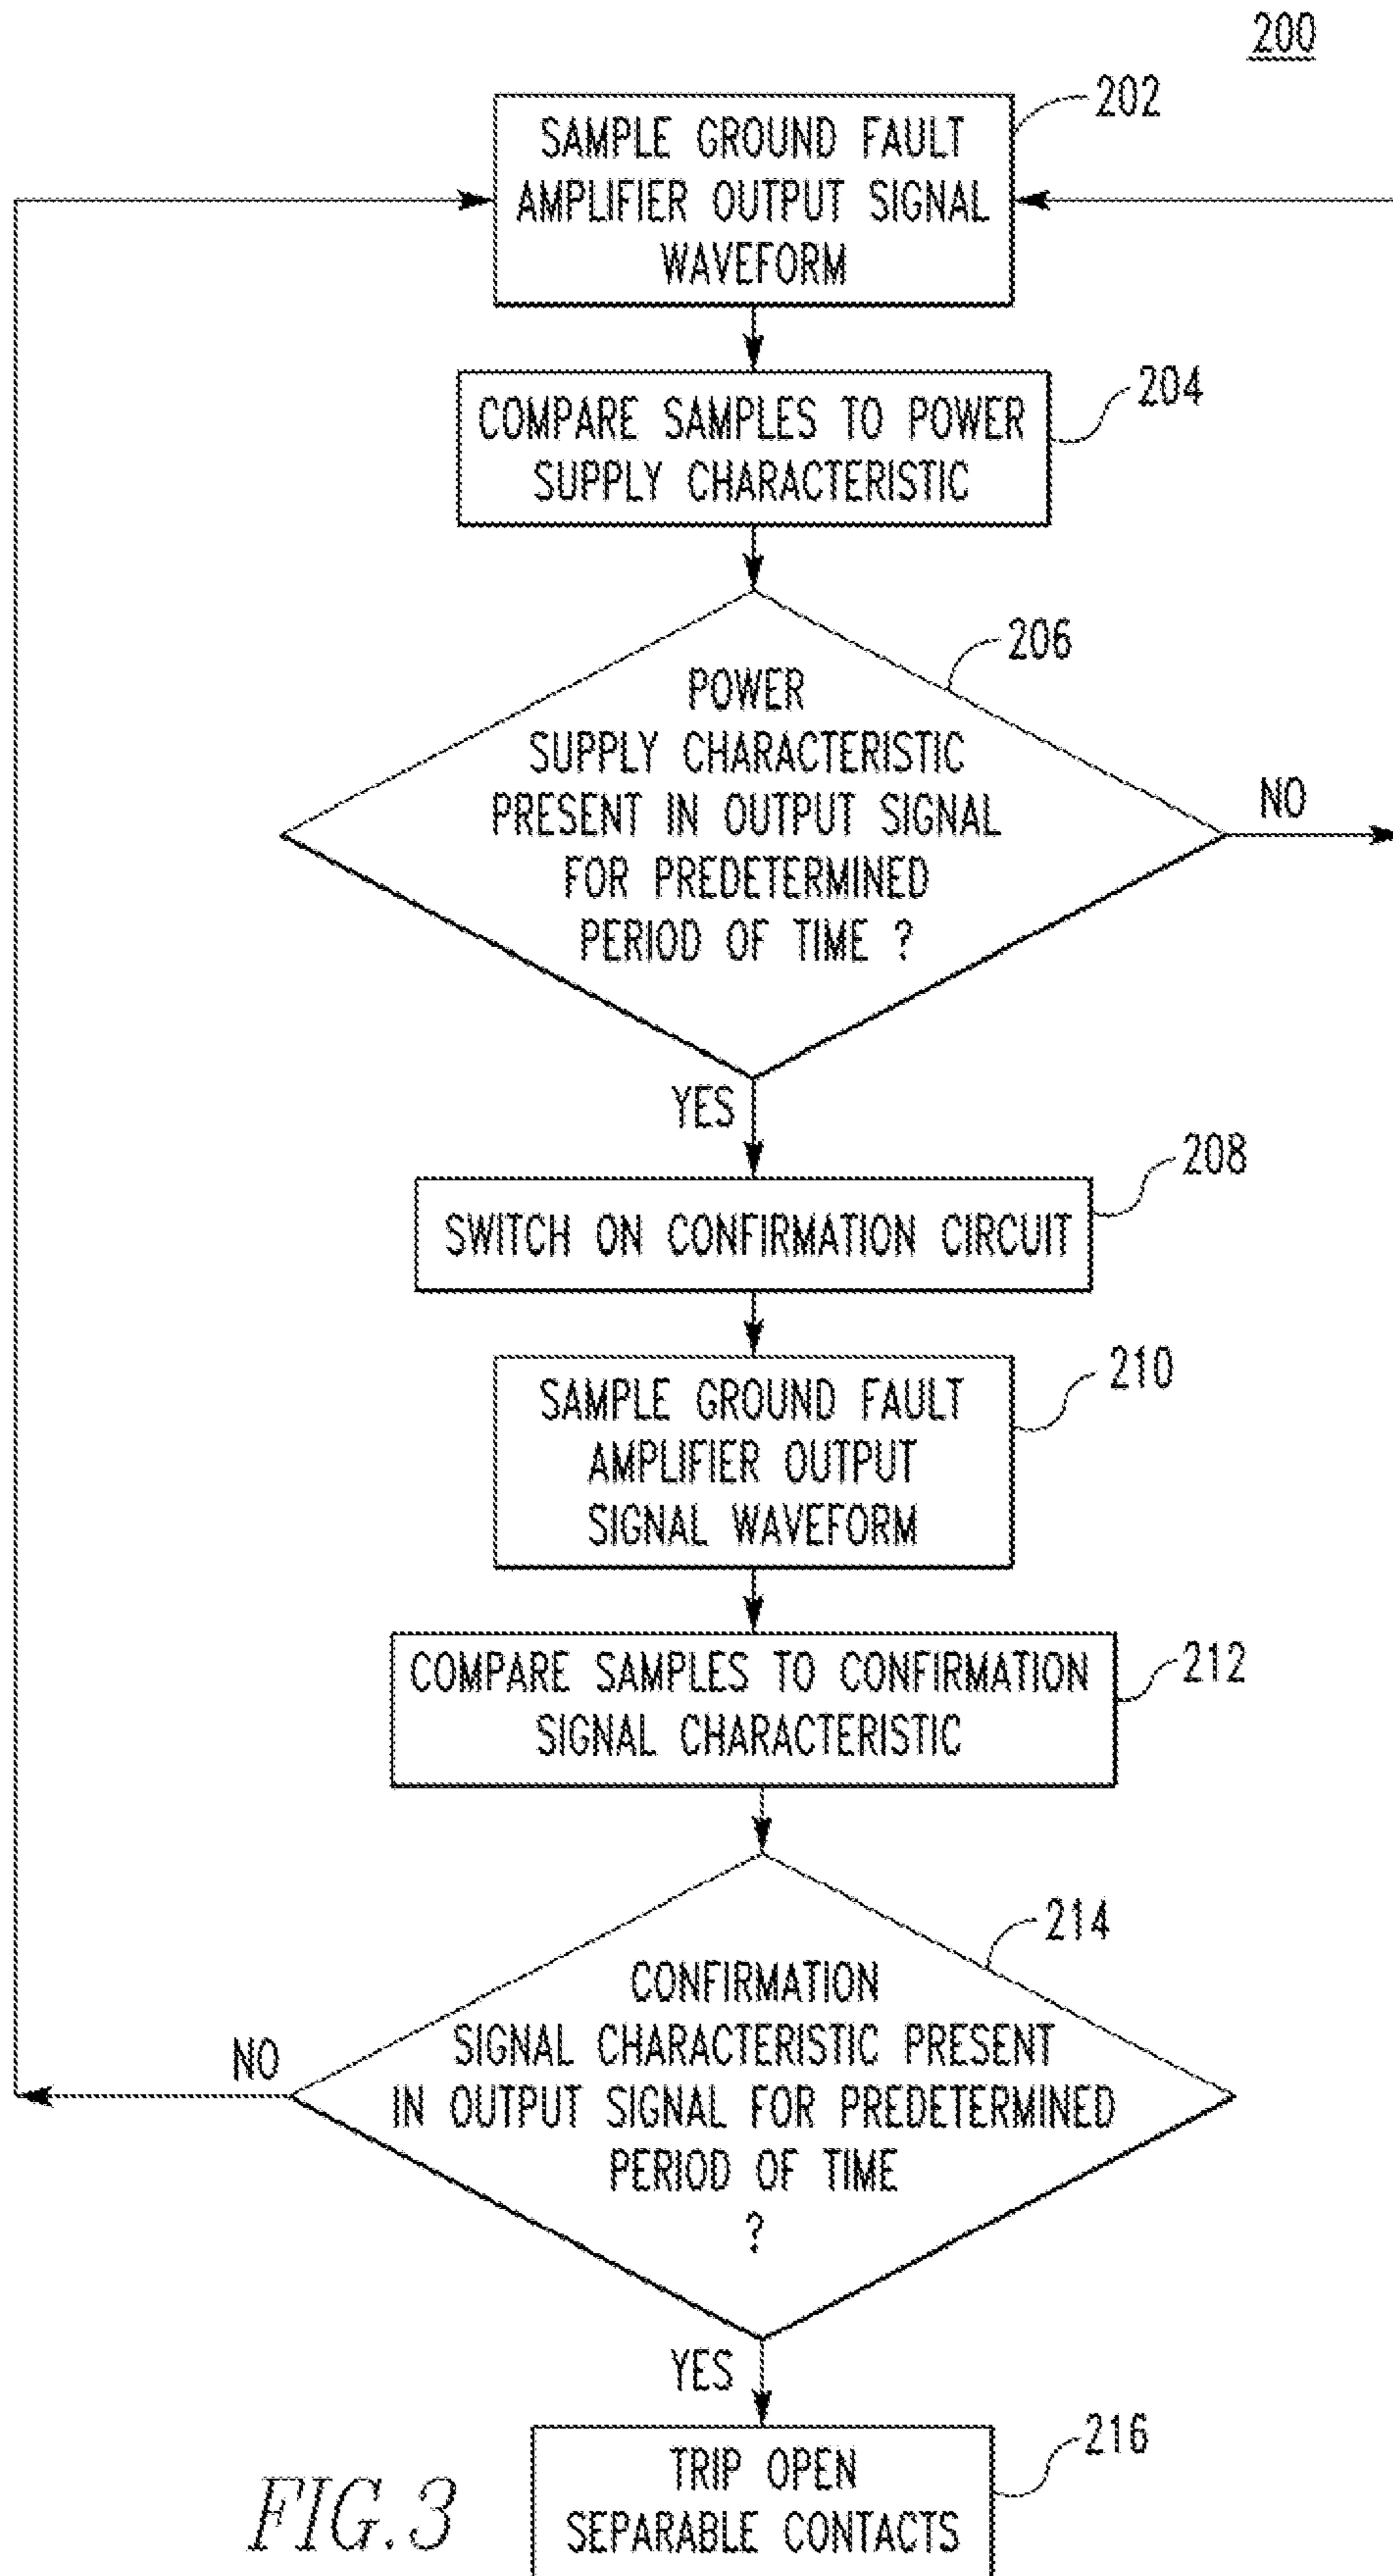 200
202
SAMPLE GROUND FAULT
AMPLIFIER OUTPUT SIGNAL
WAVEFORM
204
COMPARE SAMPLES TO POWER
SUPPLY CHARACTERISTIC
206
POWER
SUPPLY CHARACTERISTIC
PRESENT IN OUTPUT SIGNAL
FOR PREDETERMINED
PERIOD OF TIME ?
NO
YES
208
SWITCH ON CONFIRMATION CIRCUIT
210
SAMPLE GROUND FAULT
AMPLIFIER OUTPUT
SIGNAL WAVEFORM
212
COMPARE SAMPLES TO CONFIRMATION
SIGNAL CHARACTERISTIC
214
CONFIRMATION
SIGNAL CHARACTERISTIC PRESENT
IN OUTPUT SIGNAL FOR PREDETERMINED
PERIOD OF TIME
?
NO
YES
216
TRIP OPEN
SEPARABLE CONTACTS
FIG.3